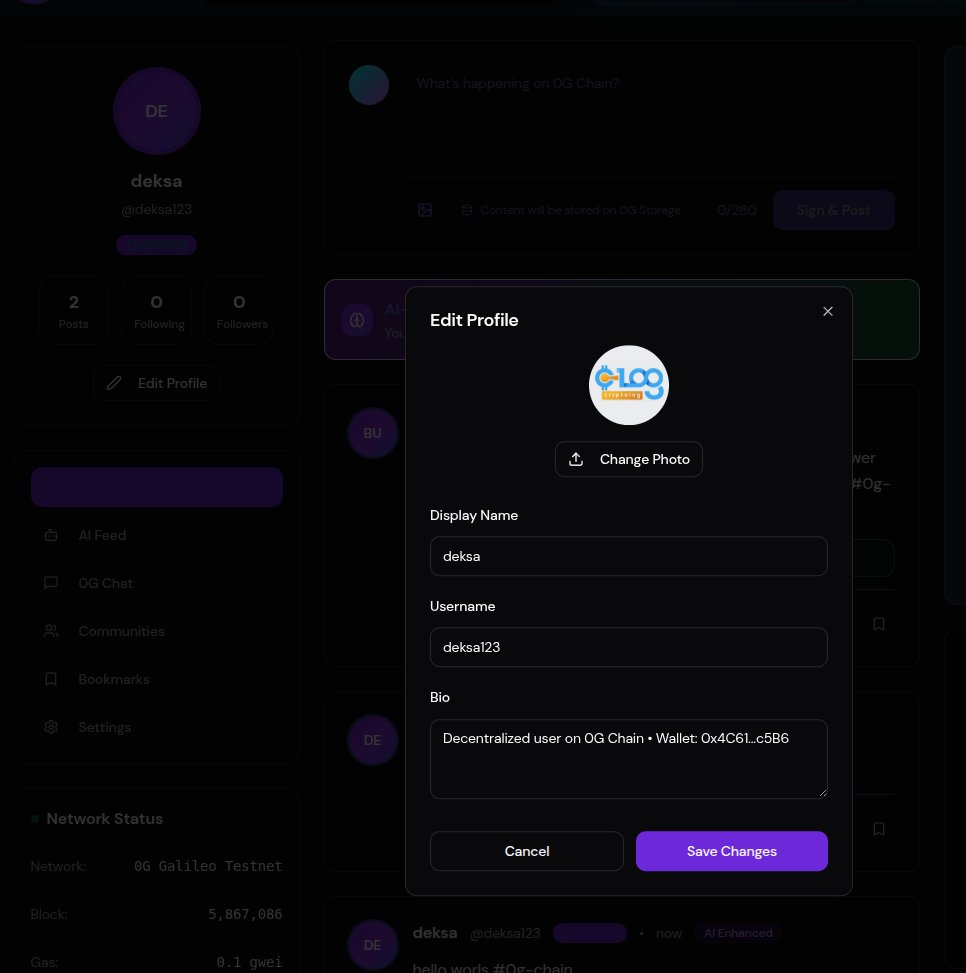 DE
deksa
@deksa123
2
Posts
0
Following
0
Followers
Edit Profile
AI Feed
0G Chat
Communities
Bookmarks
Settings
Network Status
Network: 0G Galileo Testnet
Block: 5,867,086
Gas: 0.1 gwei
What's happening on 0G Chain?
Content will be stored on 0G Storage
0/280
Sign & Post
AI-
You
BU
wer
#0g-
DE
Edit Profile
cryptolog
Change Photo
Display Name
deksa
Username
deksa123
Bio
Decentralized user on 0G Chain • Wallet: 0x4C61...c5B6
Cancel
Save Changes
DE
deksa @deksa123 • now AI Enhanced
hello worls #0g-chain